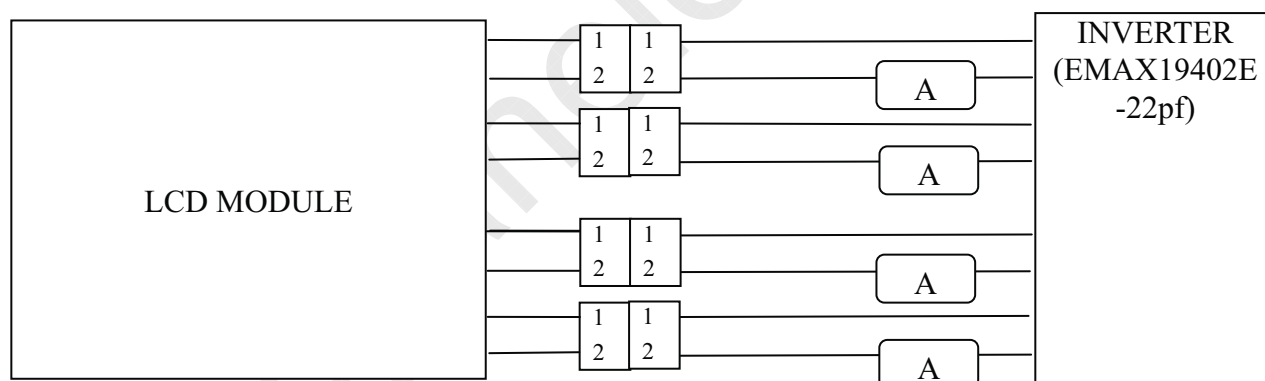 LCD MODULE
1 1
2 2
1 1
2 2
1 1
2 2
1 1
2 2
A
A
A
A
INVERTER
(EMAX19402E
-22pf)